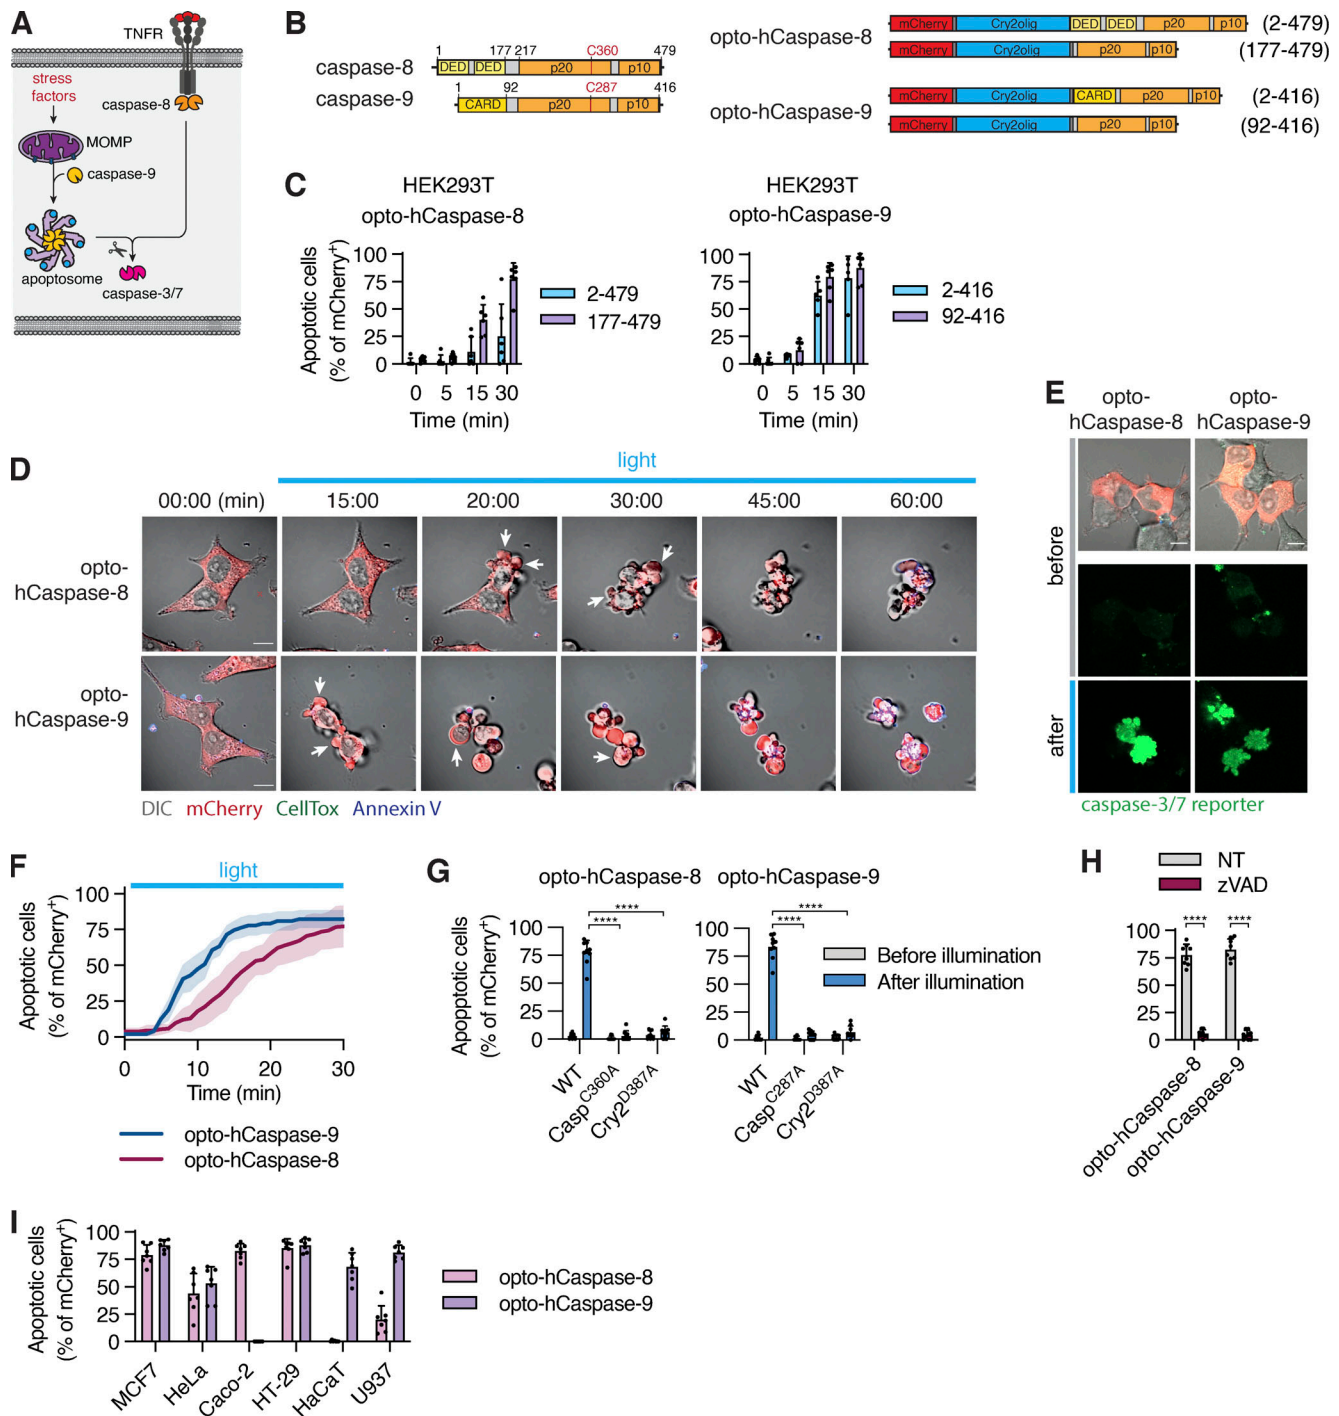 A
TNFR
stress
factors
caspase-8
MOMP
caspase-9
apoptosome
caspase-3/7
B
1 177 217 C360 479
caspase-8
DED DED p20 p10
1 92 C287 416
caspase-9
CARD p20 p10
opto-hCaspase-8
mCherry Cry2olig DED DED p20 p10 (2-479)
mCherry Cry2olig p20 p10 (177-479)
opto-hCaspase-9
mCherry Cry2olig CARD p20 p10 (2-416)
mCherry Cry2olig p20 p10 (92-416)
C
HEK293T
opto-hCaspase-8
Apoptotic cells
(% of mCherry+)
100
75
50
25
0
0 5 15 30
Time (min)
2-479
177-479
HEK293T
opto-hCaspase-9
100
75
50
25
0
0 5 15 30
Time (min)
2-416
92-416
D
light
00:00 (min) 15:00 20:00 30:00 45:00 60:00
opto-
hCaspase-8
opto-
hCaspase-9
DIC mCherry CellTox Annexin V
E
opto-
hCaspase-8
opto-
hCaspase-9
before
after
caspase-3/7 reporter
F
light
Apoptotic cells
(% of mCherry+)
100
75
50
25
0
0 10 20 30
Time (min)
opto-hCaspase-9
opto-hCaspase-8
G
opto-hCaspase-8
opto-hCaspase-9
Apopptotic cells
(% of mCherry+)
100
75
50
25
0
****
****
WT
Casp C360A
Cry2 D387A
100
75
50
25
0
****
****
WT
Casp C287A
Cry2 D387A
Before illumination
After illumination
H
NT
zVAD
100
75
50
25
0
**** ****
opto-hCaspase-8
opto-hCaspase-9
I
Apoptotic cells
(% of mCherry+)
100
75
50
25
0
MCF7
HeLa
Caco-2
HT-29
HaCaT
U937
opto-hCaspase-8
opto-hCaspase-9